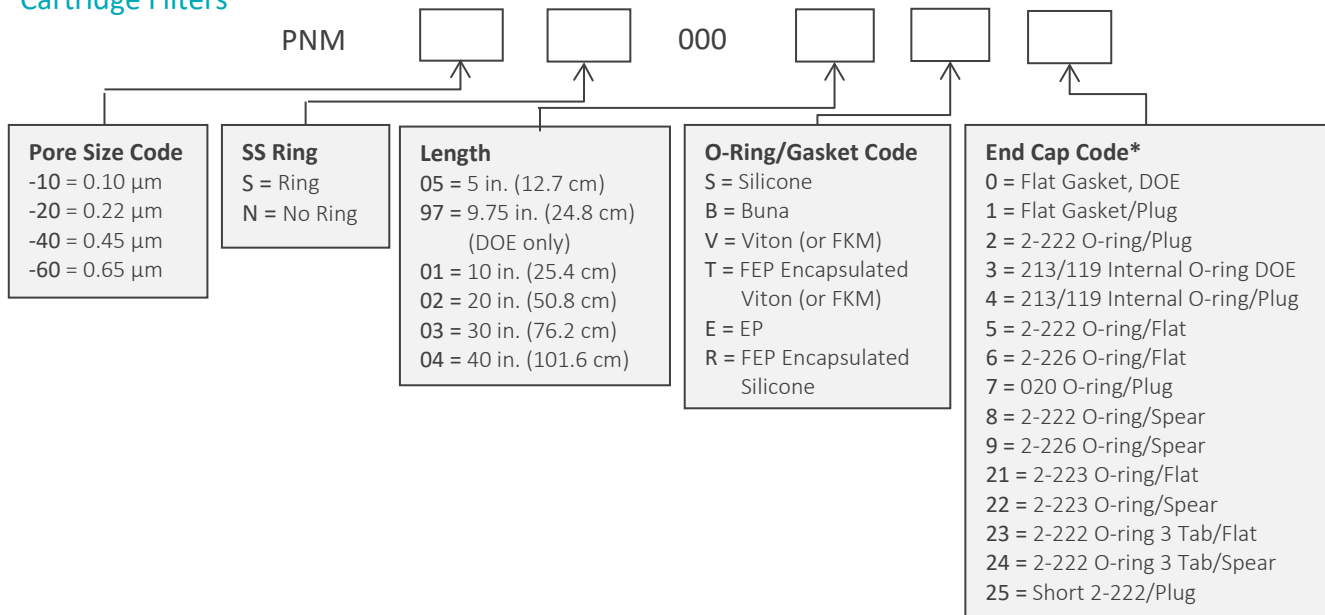 Cartridge Filters
PNM 000
Pore Size Code
-10 = 0.10 µm
-20 = 0.22 µm
-40 = 0.45 µm
-60 = 0.65 µm
SS Ring
S = Ring
N = No Ring
Length
05 = 5 in. (12.7 cm)
97 = 9.75 in. (24.8 cm)
(DOE only)
01 = 10 in. (25.4 cm)
02 = 20 in. (50.8 cm)
03 = 30 in. (76.2 cm)
04 = 40 in. (101.6 cm)
O-Ring/Gasket Code
S = Silicone
B = Buna
V = Viton (or FKM)
T = FEP Encapsulated
Viton (or FKM)
E = EP
R = FEP Encapsulated
Silicone
End Cap Code*
0 = Flat Gasket, DOE
1 = Flat Gasket/Plug
2 = 2-222 O-ring/Plug
3 = 213/119 Internal O-ring DOE
4 = 213/119 Internal O-ring/Plug
5 = 2-222 O-ring/Flat
6 = 2-226 O-ring/Flat
7 = 020 O-ring/Plug
8 = 2-222 O-ring/Spear
9 = 2-226 O-ring/Spear
21 = 2-223 O-ring/Flat
22 = 2-223 O-ring/Spear
23 = 2-222 O-ring 3 Tab/Flat
24 = 2-222 O-ring 3 Tab/Spear
25 = Short 2-222/Plug